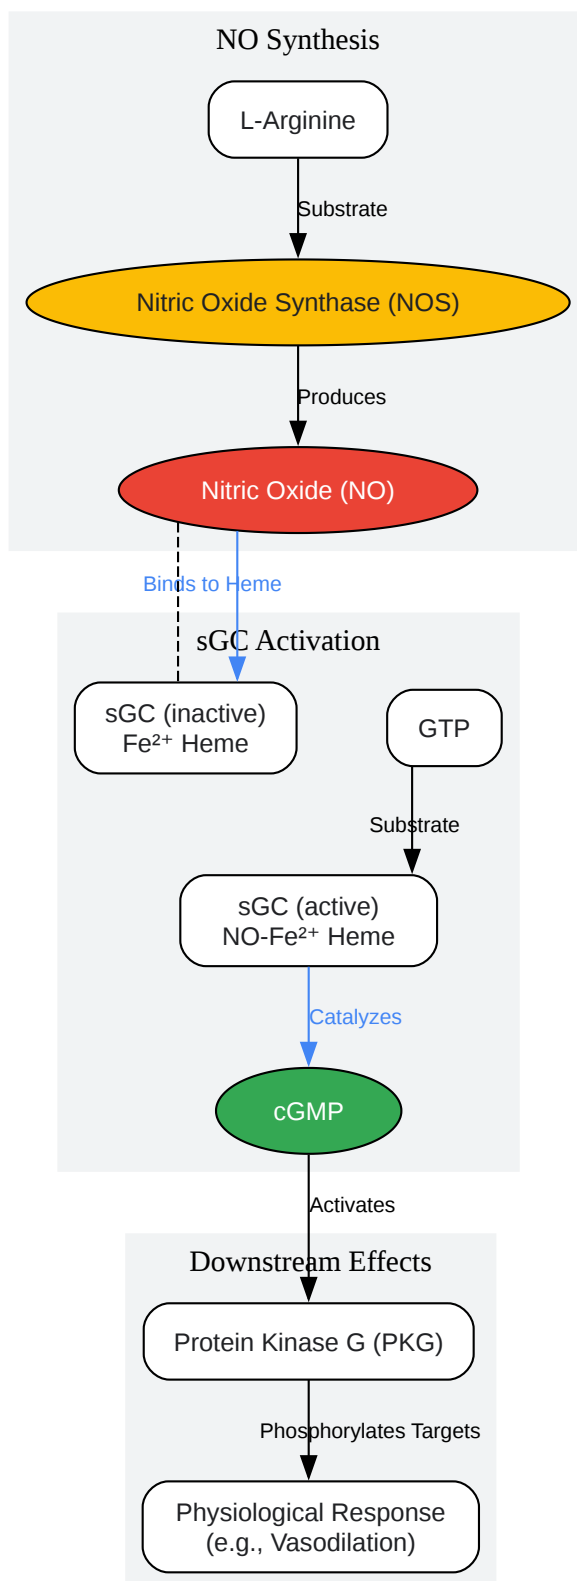 NO Synthesis
L-Arginine
Substrate
Nitric Oxide Synthase (NOS)
Produces
Nitric Oxide (NO)
Binds to Heme
sGC Activation
sGC (inactive)
Fe²⁺ Heme
GTP
Substrate
sGC (active)
NO-Fe²⁺ Heme
Catalyzes
cGMP
Activates
Downstream Effects
Protein Kinase G (PKG)
Phosphorylates Targets
Physiological Response
(e.g., Vasodilation)